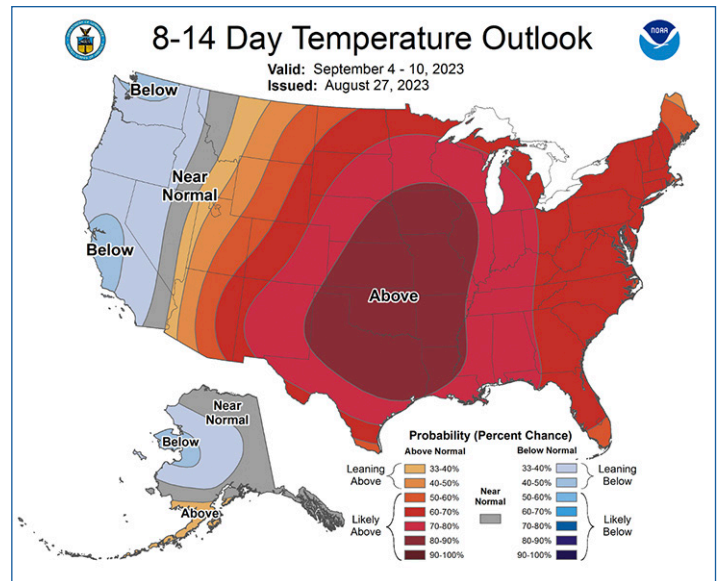 8-14 Day Temperature Outlook
NOAA
Valid: September 4 - 10, 2023
Issued: August 27, 2023
Below
Near
Normal
Below
Above
Near
Normal
Below
Above
Probability (Percent Chance)
Above Normal
Below Normal
Leaning
Above
33-40%
40-50%
Likely
Above
50-60%
60-70%
70-80%
80-90%
90-100%
Near
Normal
33-40%
40-50%
Leaning
Below
50-60%
60-70%
70-80%
80-90%
90-100%
Likely
Below